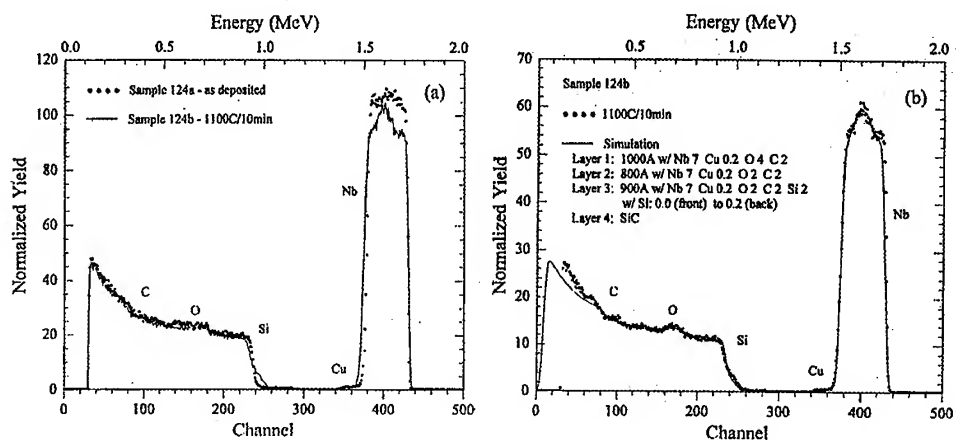 Energy (MeV)
0.0 0.5 1.0 1.5 2.0
120
100
80
60
40
20
0
Normalized Yield
Sample 124a - as deposited
Sample 124b - 1100C/10min
(a)
Nb
C
O
Si
Cu
0 100 200 300 400 500
Channel
Energy (MeV)
0.5 1.0 1.5 2.0
70
60
50
40
30
20
10
0
Normalized Yield
Sample 124b
(b)
1100C/10min
Simulation
Layer 1: 1000A w/ Nb 7 Cu 0.2 O 4 C 2
Layer 2: 800A w/ Nb 7 Cu 0.2 O 2 C 2
Layer 3: 900A w/ Nb 7 Cu 0.2 O 2 C 2 Si 2
w/ Si: 0.0 (front) to 0.2 (back)
Layer 4: SiC
Nb
C
O
Si
Cu
0 100 200 300 400 500
Channel